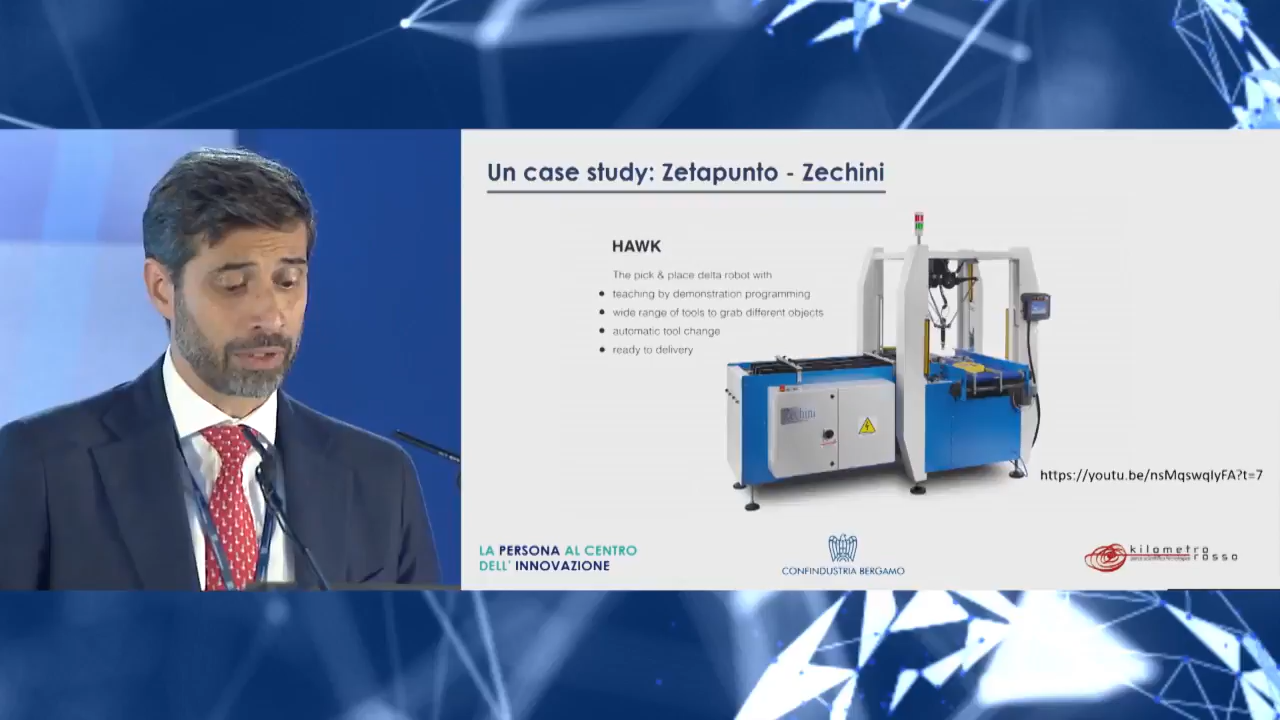 Un case study: Zetapunto - Zechini
HAWK
The pick & place delta robot with
• teaching by demonstration programming
• wide range of tools to grab different objects
• automatic tool change
• ready to delivery
https://youtu.be/nsMqswqIyFA?t=7
LA PERSONA AL CENTRO
DELL' INNOVAZIONE
CONFINDUSTRIA BERGAMO
kilometro
rosso